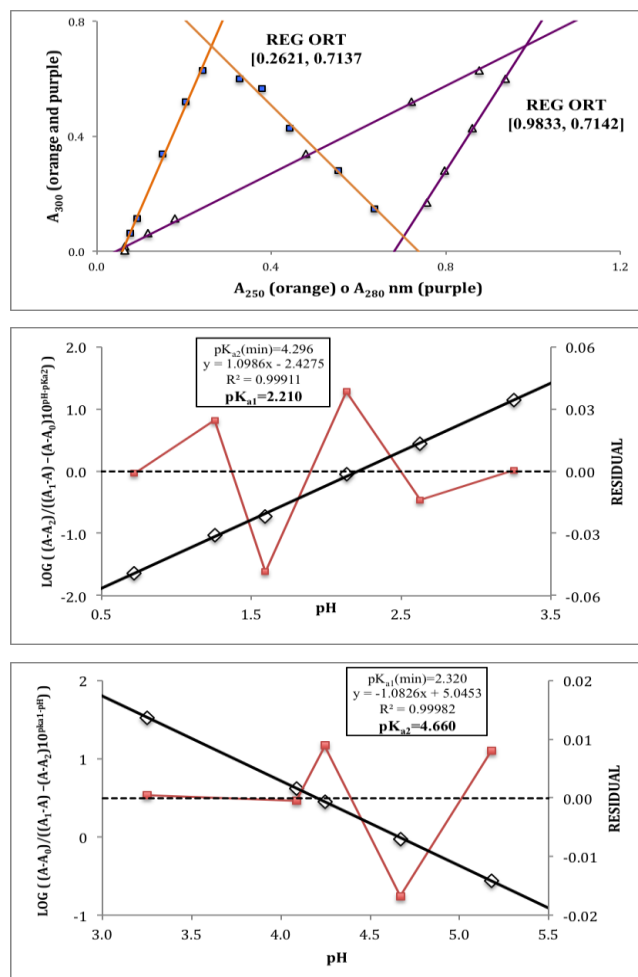 0.8
REG ORT
[0.2621, 0.7137
REG ORT
[0.9833, 0.7142]
0.4
0.0
A300 (orange and purple)
0.0 0.4 0.8 1.2
A250 (orange) o A280 nm (purple)
2.0
1.0
0.0
-1.0
-2.0
LOG ((A-A2)/((A1-A) –(A-A0)10pH-pKa2))
pKa2(min)=4.296
y = 1.0986x - 2.4275
R² = 0.99911
pKa1=2.210
0.06
0.03
0.00
-0.03
-0.06
RESIDUAL
0.5 1.5 2.5 3.5
pH
2
1
0
-1
LOG ((A-A0)/((A1-A) –(A-A2)10pka1-pH))
pKa1(min)=2.320
y = -1.0826x + 5.0453
R² = 0.99982
pKa2=4.660
0.02
0.01
0.00
-0.01
-0.02
RESIDUAL
3.0 3.5 4.0 4.5 5.0 5.5
pH